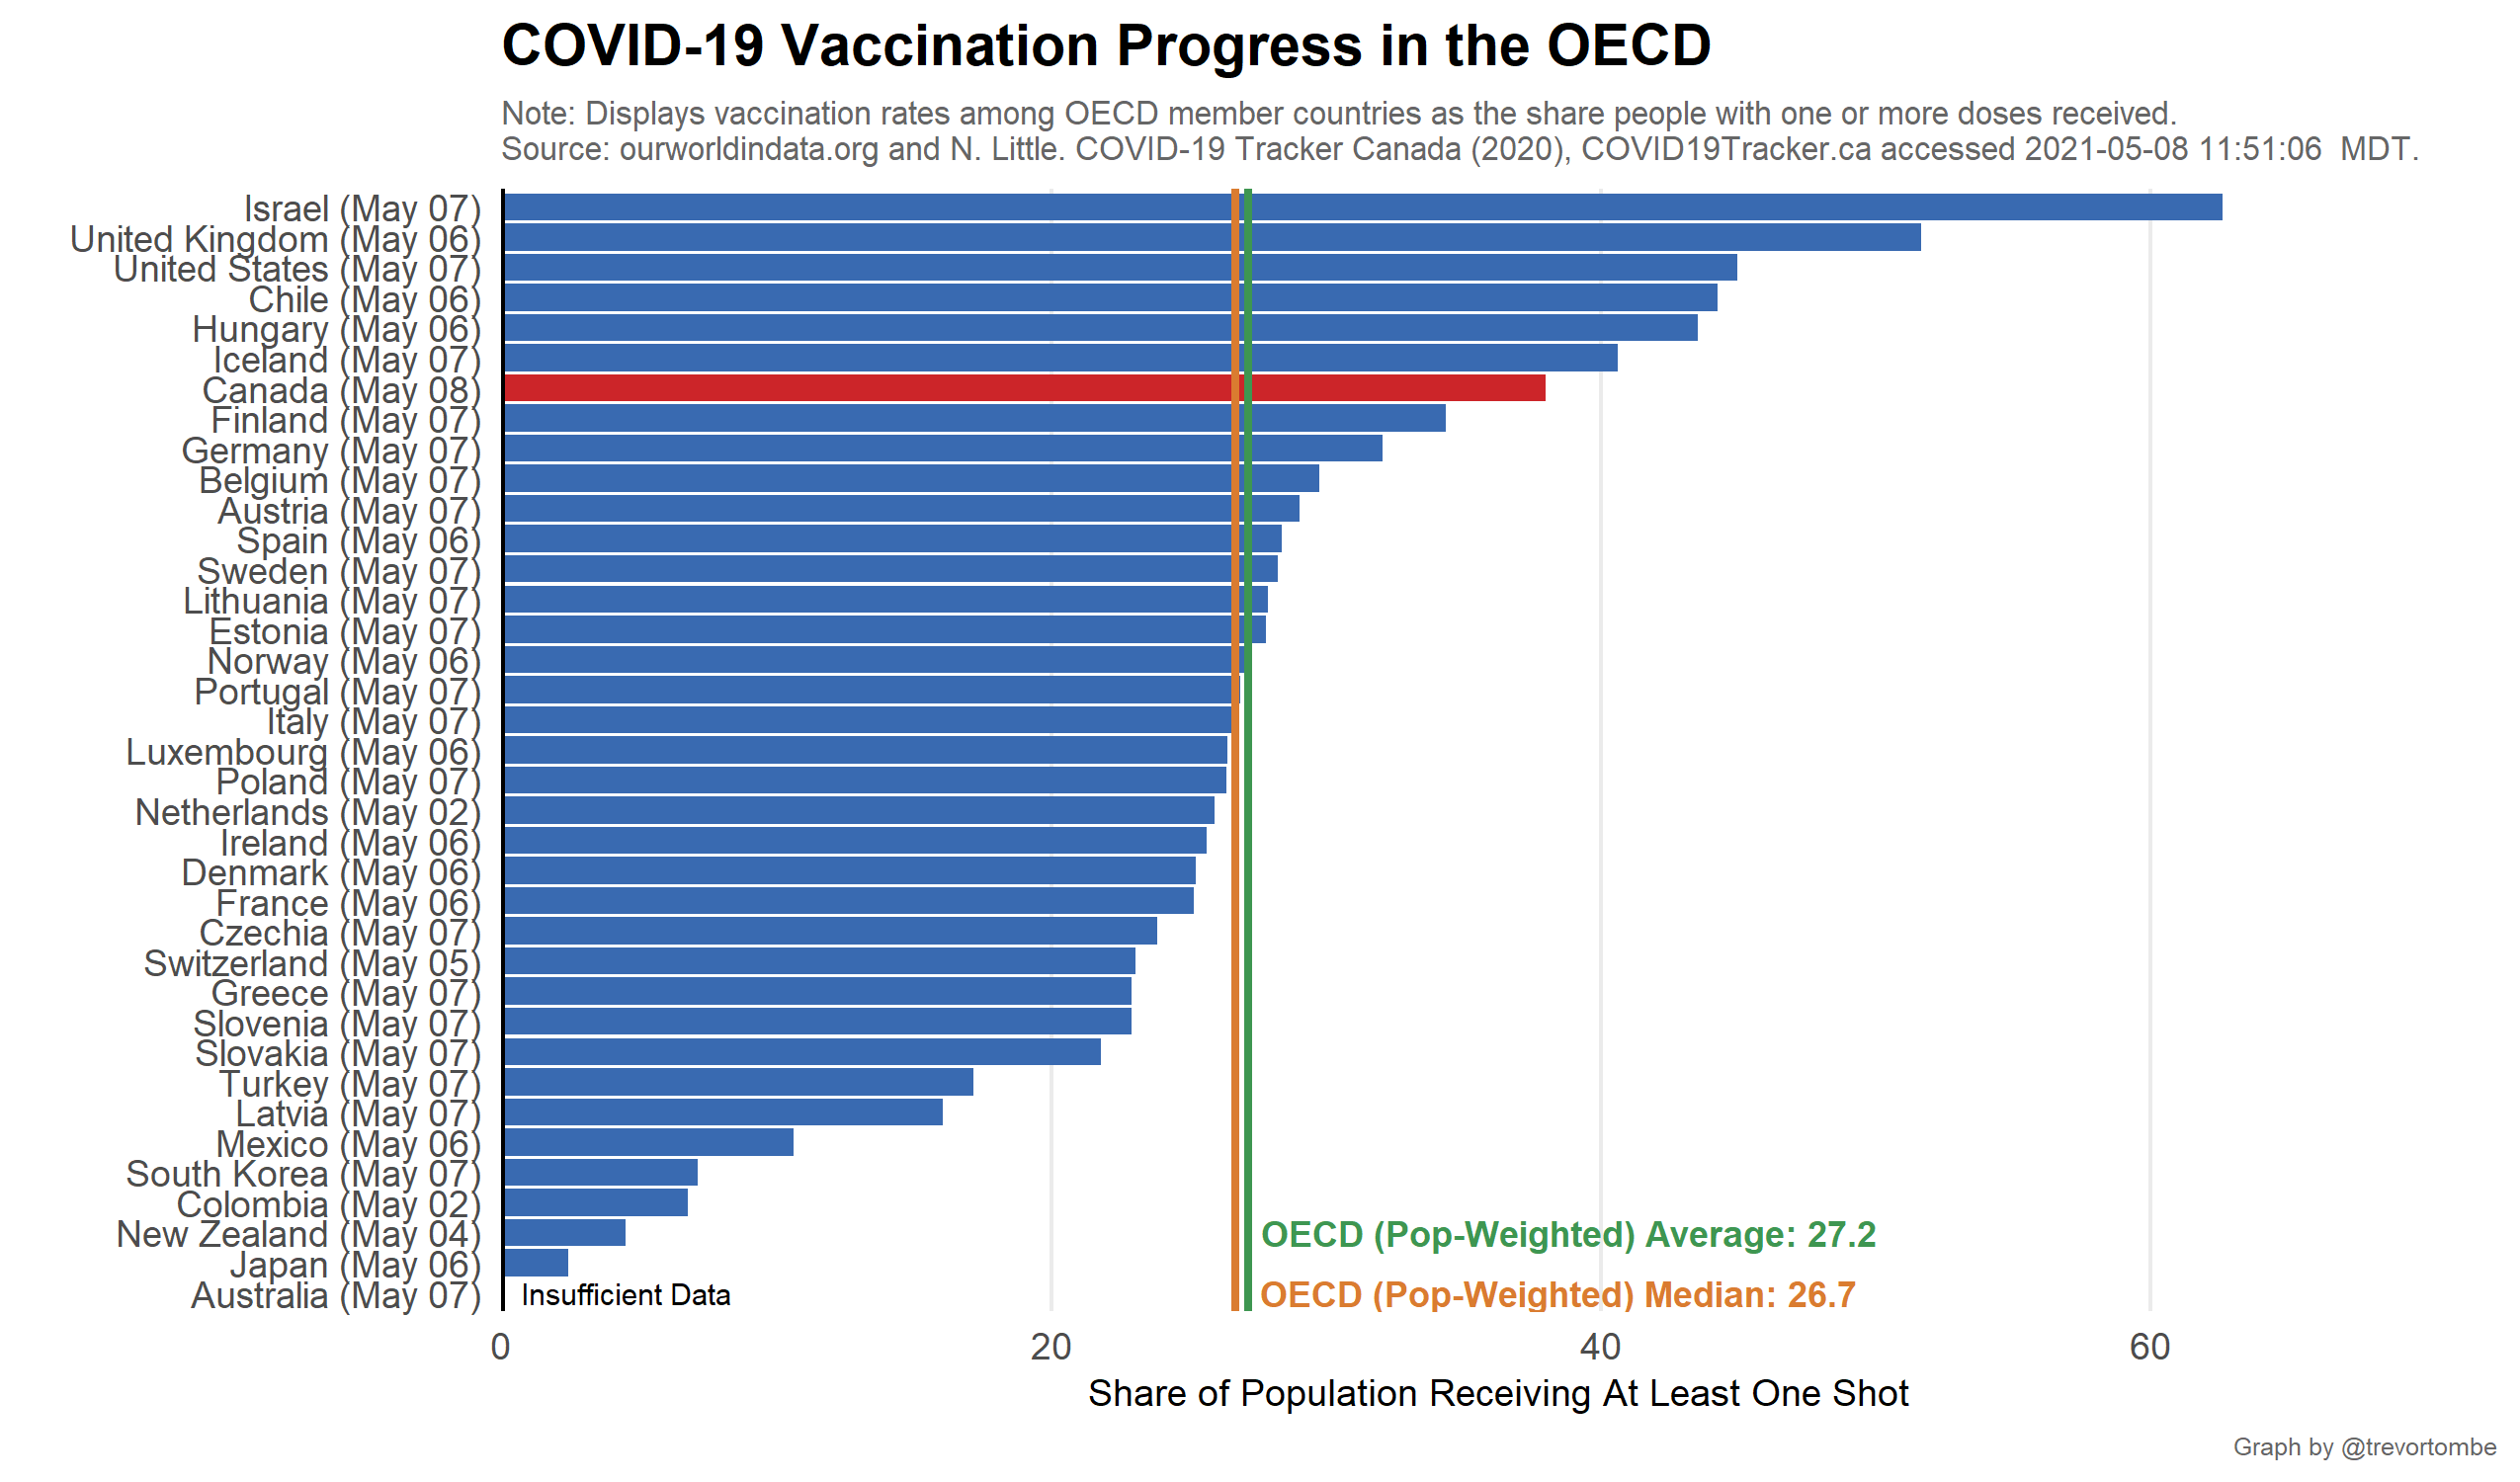 COVID-19 Vaccination Progress in the OECD
Note: Displays vaccination rates among OECD member countries as the share people with one or more doses received.
Source: ourworldindata.org and N. Little. COVID-19 Tracker Canada (2020), COVID19Tracker.ca accessed 2021-05-08 11:51:06  MDT.
Israel (May 07)
United Kingdom (May 06)
United States (May 07)
Chile (May 06)
Hungary (May 06)
Iceland (May 07)
Canada (May 08)
Finland (May 07)
Germany (May 07)
Belgium (May 07)
Austria (May 07)
Spain (May 06)
Sweden (May 07)
Lithuania (May 07)
Estonia (May 07)
Norway (May 06)
Portugal (May 07)
Italy (May 07)
Luxembourg (May 06)
Poland (May 07)
Netherlands (May 02)
Ireland (May 06)
Denmark (May 06)
France (May 06)
Czechia (May 07)
Switzerland (May 05)
Greece (May 07)
Slovenia (May 07)
Slovakia (May 07)
Turkey (May 07)
Latvia (May 07)
Mexico (May 06)
South Korea (May 07)
Colombia (May 02)
New Zealand (May 04)
OECD (Pop-Weighted) Average: 27.2
Japan (May 06)
Australia (May 07)
Insufficient Data
OECD (Pop-Weighted) Median: 26.7
0 20 40 60
Share of Population Receiving At Least One Shot
Graph by @trevortombe